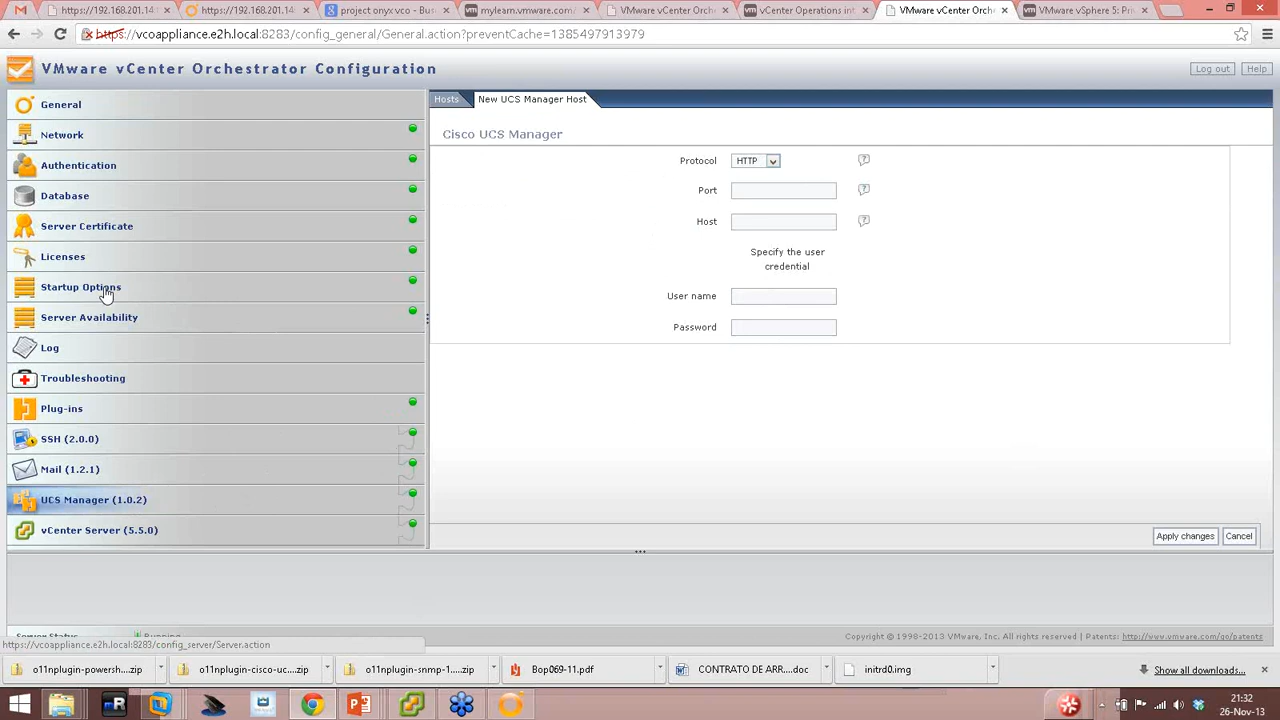 https://192.168.201.14
https://192.168.201.14
project onyx vco - Bu
mylearn.vmware.com/
VMware vCenter Orche
vCenter Operations int
VMware vCenter Orch
VMware vSphere 5: Pr
https://vcoappliance.e2h.local:8283/config_general/General.action?preventCache=1385497913979
VMware vCenter Orchestrator Configuration
Log out
Help
General
Network
Authentication
Database
Server Certificate
Licenses
Startup Options
Server Availability
Log
Troubleshooting
Plug-ins
SSH (2.0.0)
Mail (1.2.1)
UCS Manager (1.0.2)
vCenter Server (5.5.0)
Hosts
New UCS Manager Host
Cisco UCS Manager
Protocol
HTTP
Port
Host
Specify the user
credential
User name
Password
Apply changes
Cancel
Server Status
Running
https://vcoappliance.e2h.local:8283/config_server/Server.action
Copyright © 1998-2013 VMware, Inc. All rights reserved | Patents: http://www.vmware.com/go/patents
o11nplugin-powersh....zip
o11nplugin-cisco-uc....zip
o11nplugin-snmp-1....zip
Bop069-11.pdf
CONTRATO DE ARR....doc
initrd0.img
Show all downloads...
21:32
26-Nov-13